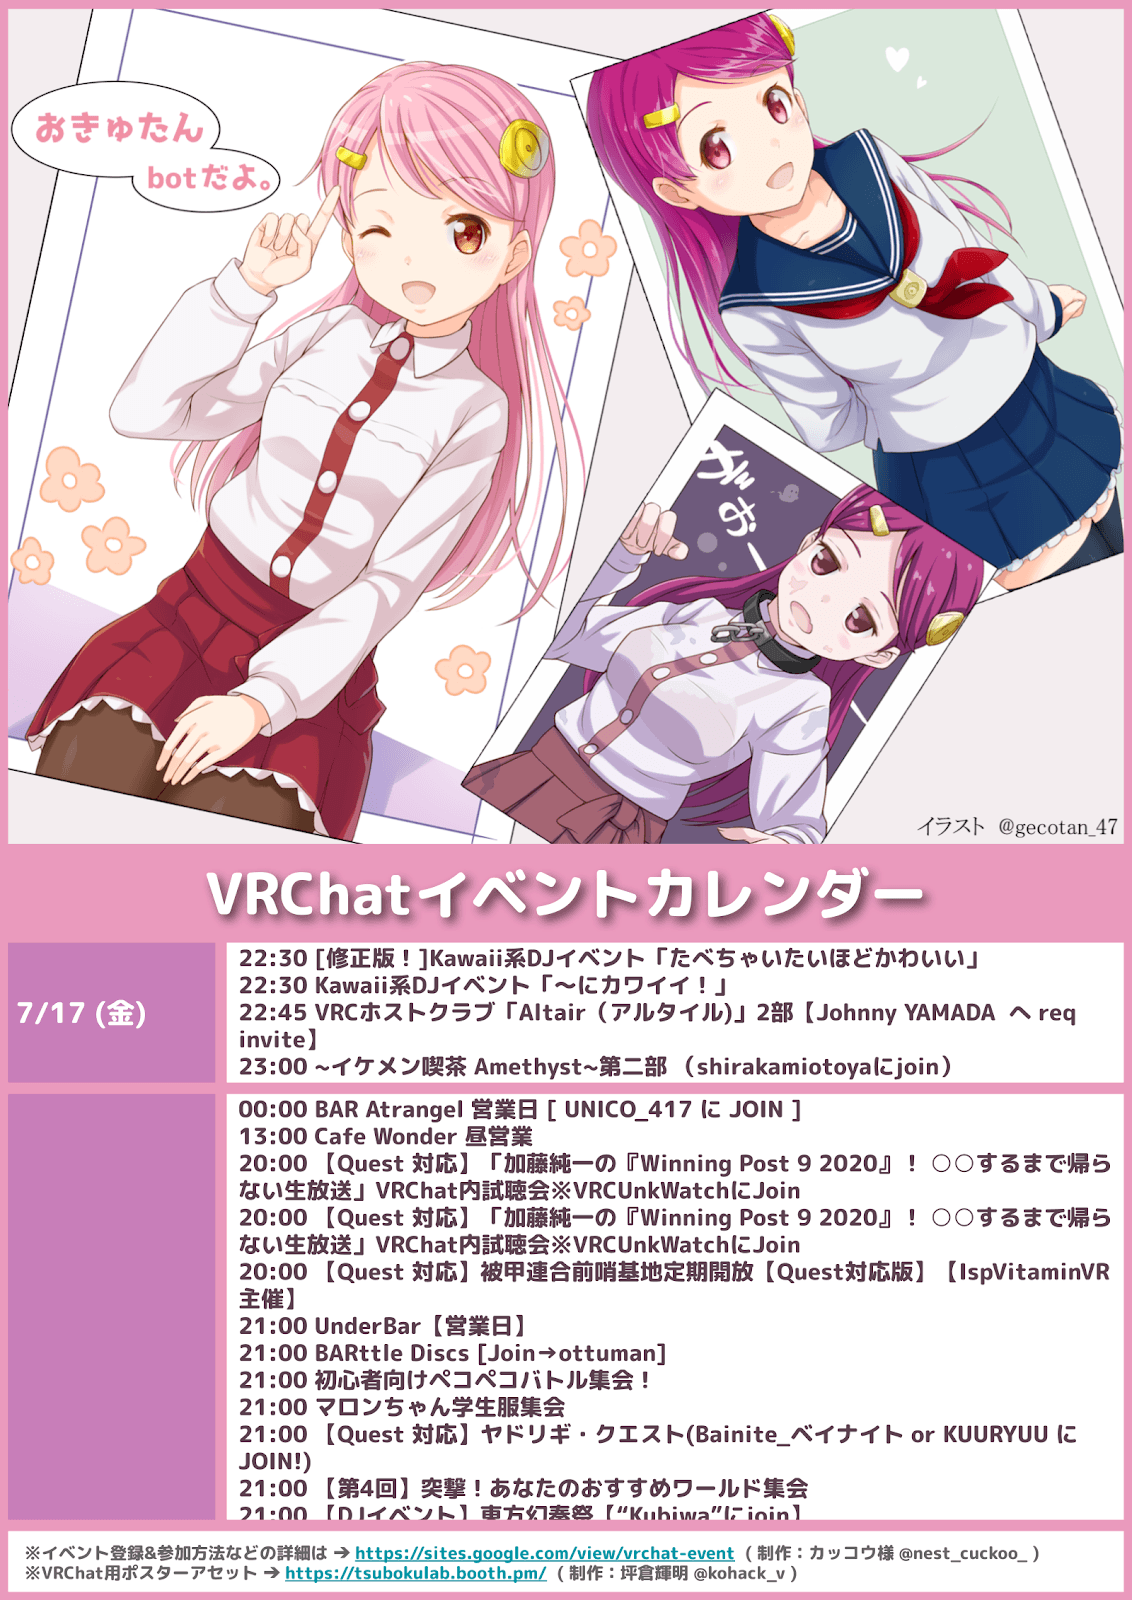 おきゅたん
botだよ。
がおー
イラスト @gecotan_47
VRChatイベントカレンダー
7/17 (金)
22:30 [修正版！]Kawaii系DJイベント「たべちゃいたいほどかわいい」
22:30 Kawaii系DJイベント「～にカワイイ！」
22:45 VRCホストクラブ「Altair（アルタイル)」2部【Johnny YAMADA へ req
invite】
23:00 ~イケメン喫茶 Amethyst~第二部 （shirakamiotoyaにjoin）
00:00 BAR Atrangel 営業日 [ UNICO_417 に JOIN ]
13:00 Cafe Wonder 昼営業
20:00 【Quest 対応】「加藤純一の『Winning Post 9 2020』！ ○○するまで帰ら
ない生放送」VRChat内試聴会※VRCUnkWatchにJoin
20:00 【Quest 対応】「加藤純一の『Winning Post 9 2020』！ ○○するまで帰ら
ない生放送」VRChat内試聴会※VRCUnkWatchにJoin
20:00 【Quest 対応】被甲連合前哨基地定期開放【Quest対応版】【IspVitaminVR
主催】
21:00 UnderBar【営業日】
21:00 BARttle Discs [Join→ottuman]
21:00 初心者向けペコペコバトル集会！
21:00 マロンちゃん学生服集会
21:00 【Quest 対応】ヤドリギ・クエスト(Bainite_ベイナイト or KUURYUU に
JOIN!)
21:00 【第4回】突撃！あなたのおすすめワールド集会
21:00 【DJイベント】東方幻奏祭【“Kubiwa”にjoin】
※イベント登録&参加方法などの詳細は → https://sites.google.com/view/vrchat-event ( 制作：カッコウ様 @nest_cuckoo_ )
※VRChat用ポスターアセット → https://tsubokulab.booth.pm/ ( 制作：坪倉輝明 @kohack_v )